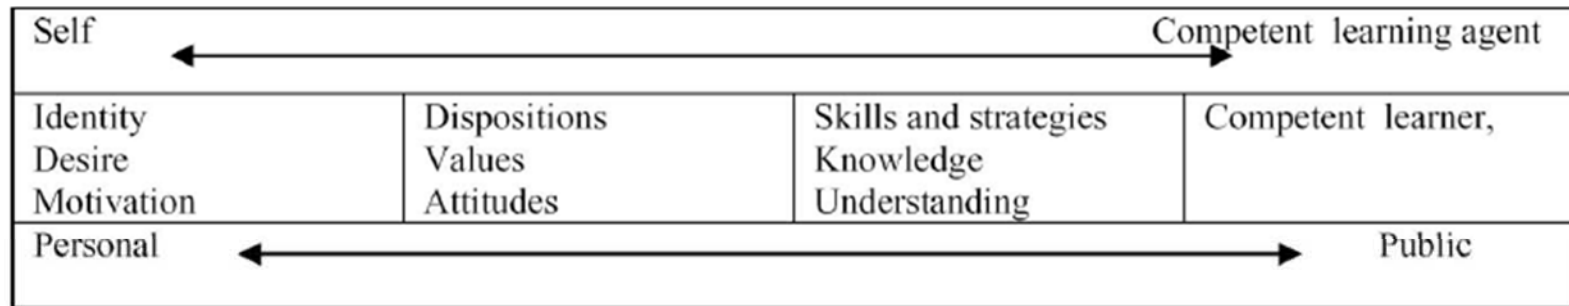 Self Competent learning agent
Identity Dispositions Skills and strategies Competent learner,
Desire Values Knowledge
Motivation Attitudes Understanding
Personal Public